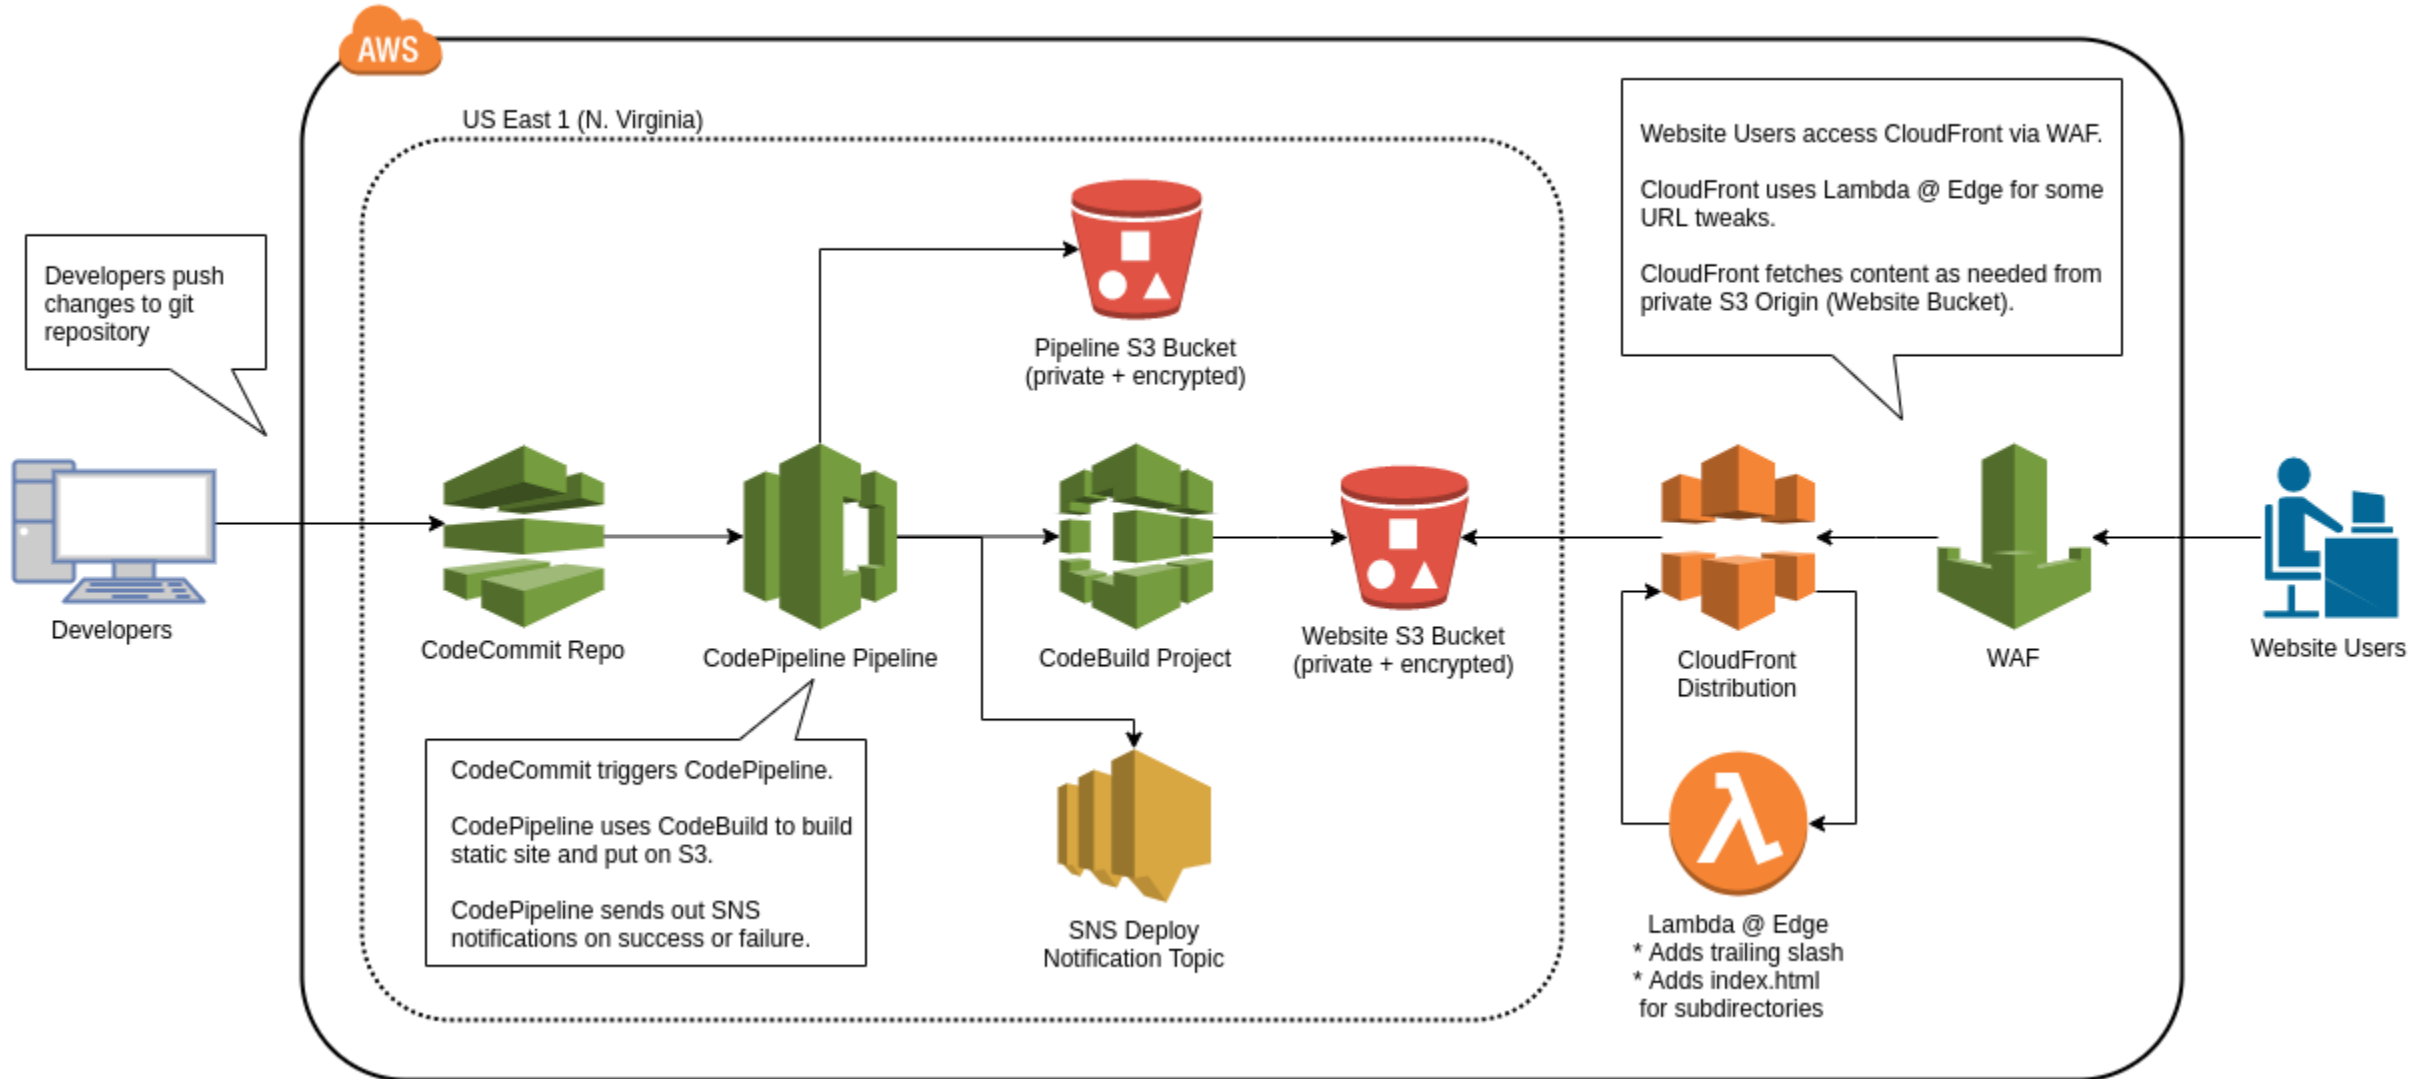 AWS
US East 1 (N. Virginia)
Developers push
changes to git
repository
Website Users access CloudFront via WAF.
CloudFront uses Lambda @ Edge for some
URL tweaks.
CloudFront fetches content as needed from
private S3 Origin (Website Bucket).
Pipeline S3 Bucket
(private + encrypted)
Developers
CodeCommit Repo
CodePipeline Pipeline
CodeBuild Project
Website S3 Bucket
(private + encrypted)
CloudFront
Distribution
WAF
Website Users
CodeCommit triggers CodePipeline.
CodePipeline uses CodeBuild to build
static site and put on S3.
CodePipeline sends out SNS
notifications on success or failure.
SNS Deploy
Notification Topic
λ
Lambda @ Edge
* Adds trailing slash
* Adds index.html
for subdirectories